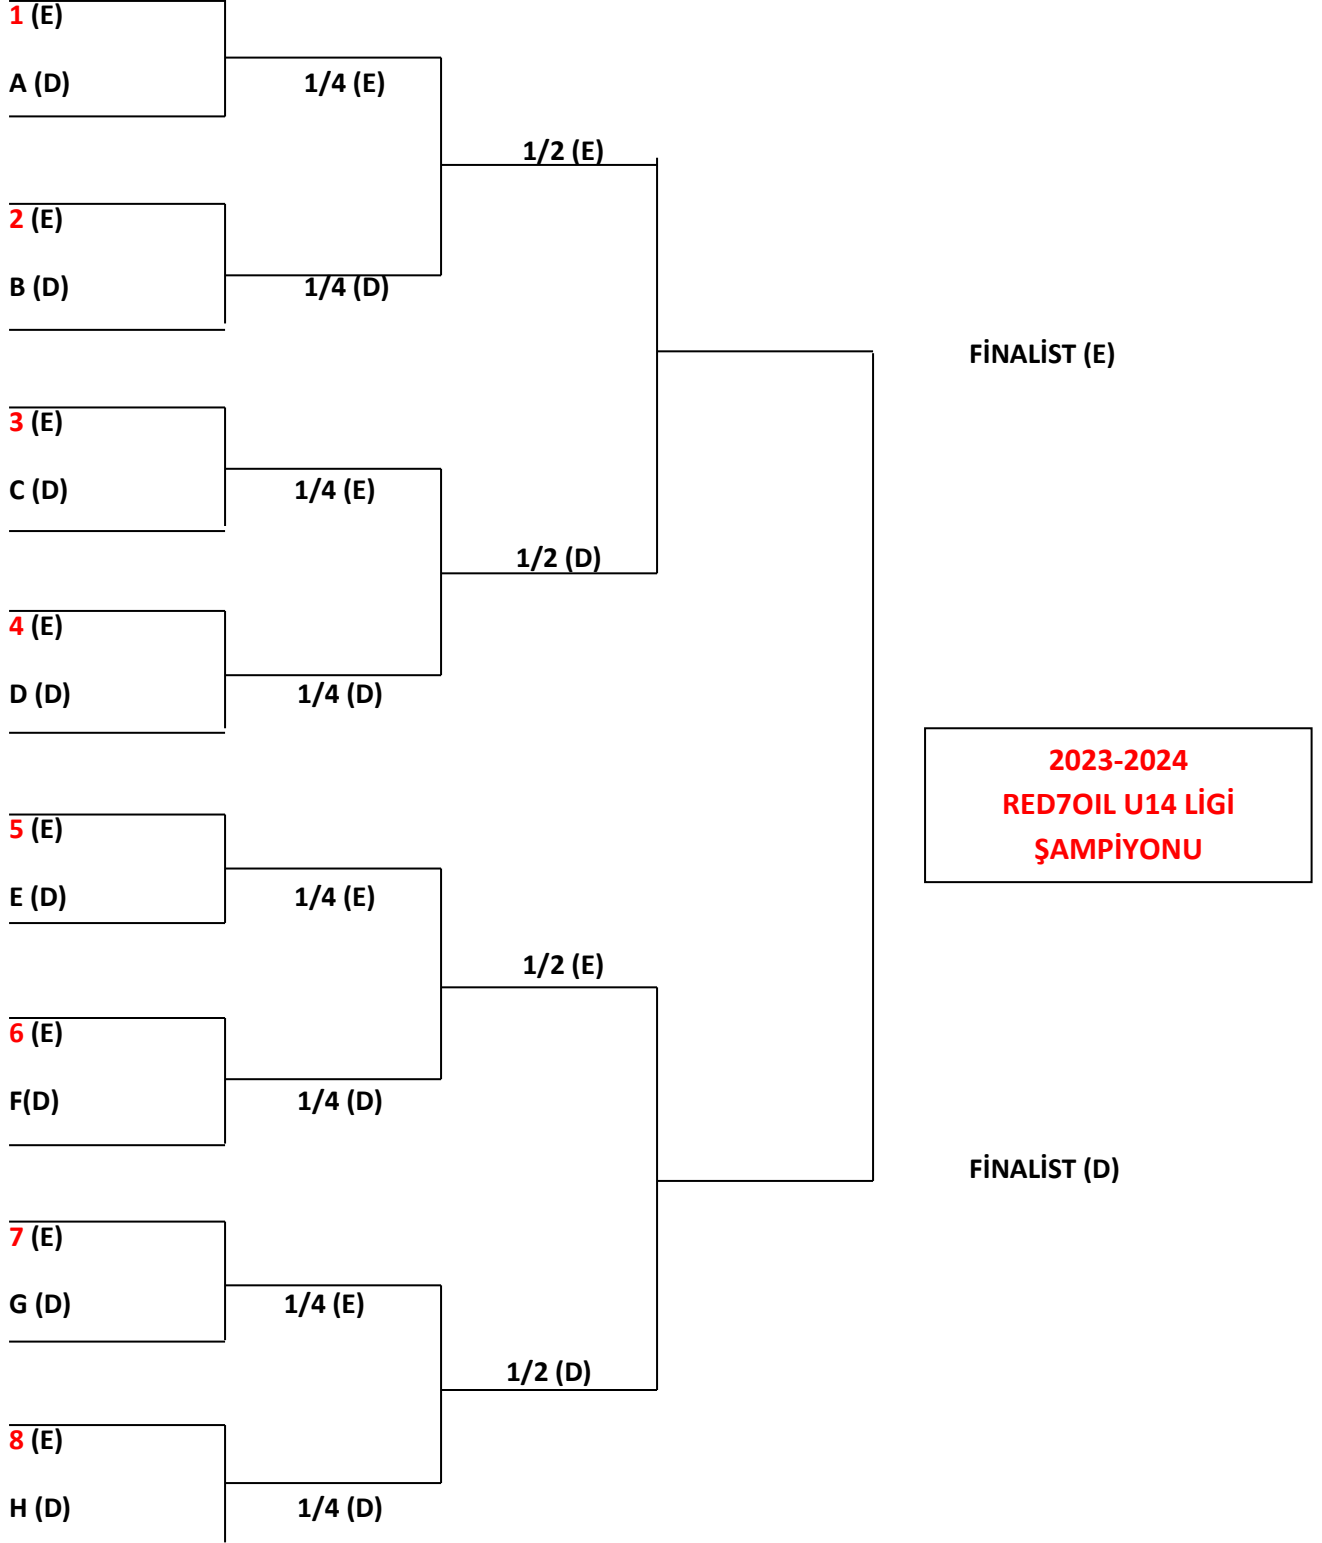 1 (E)
A (D)
1/4 (E)
1/2 (E)
2 (E)
B (D)
1/4 (D)
FİNALİST (E)
3 (E)
C (D)
1/4 (E)
1/2 (D)
4 (E)
D (D)
1/4 (D)
2023-2024
RED7OIL U14 LİGİ
ŞAMPİYONU
5 (E)
E (D)
1/4 (E)
1/2 (E)
6 (E)
F(D)
1/4 (D)
FİNALİST (D)
7 (E)
G (D)
1/4 (E)
1/2 (D)
8 (E)
H (D)
1/4 (D)